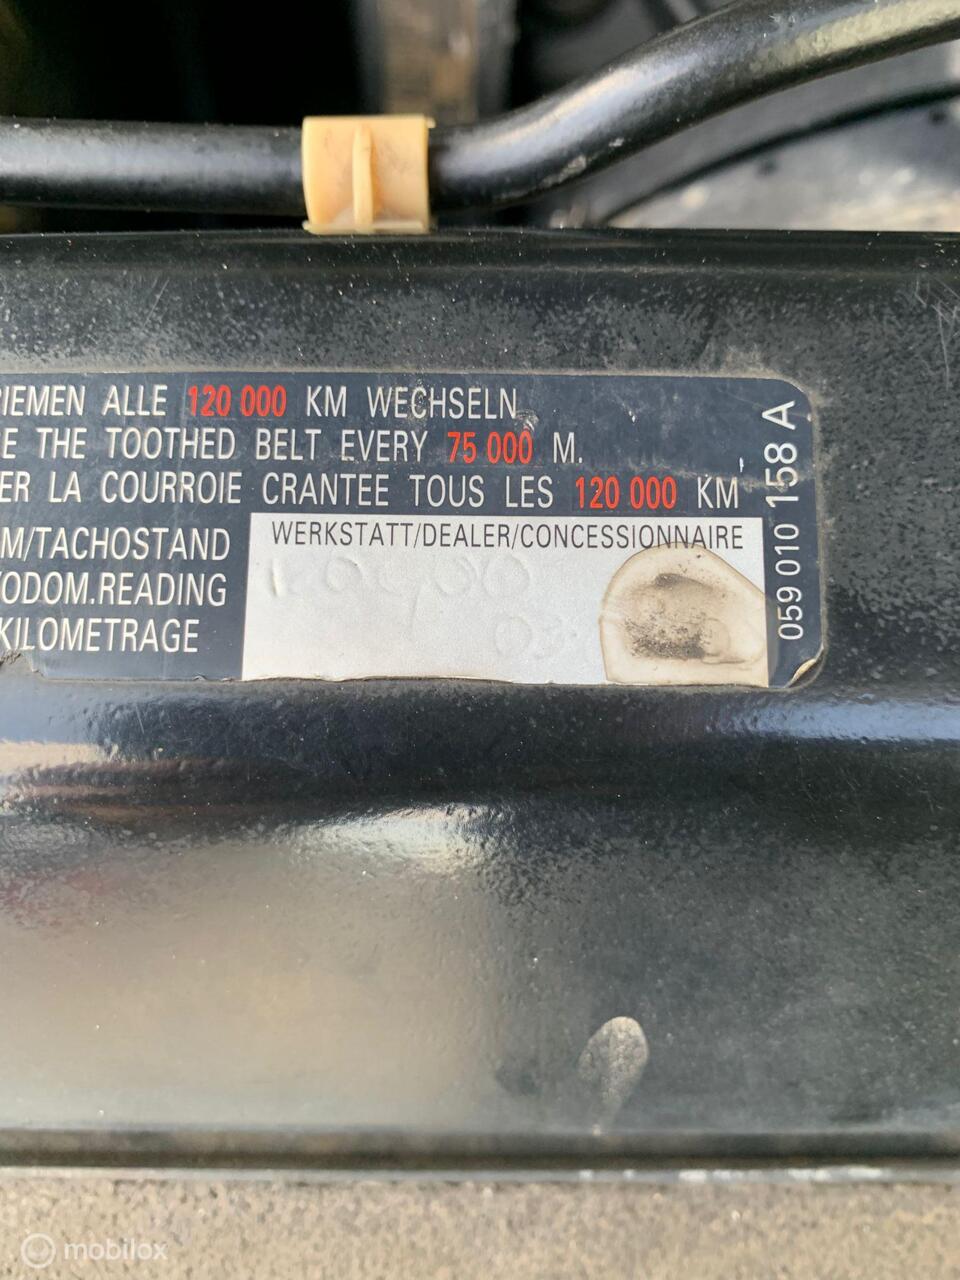 RIEMEN ALLE 120 000 KM WECHSELN
THE TOOTHED BELT EVERY 75 000 M.
ER LA COURROIE CRANTEE TOUS LES 120 000 KM
M/TACHOSTAND
ODOM.READING
KILOMETRAGE
WERKSTATT/DEALER/CONCESSIONNAIRE
059 010 158 A
mobilox